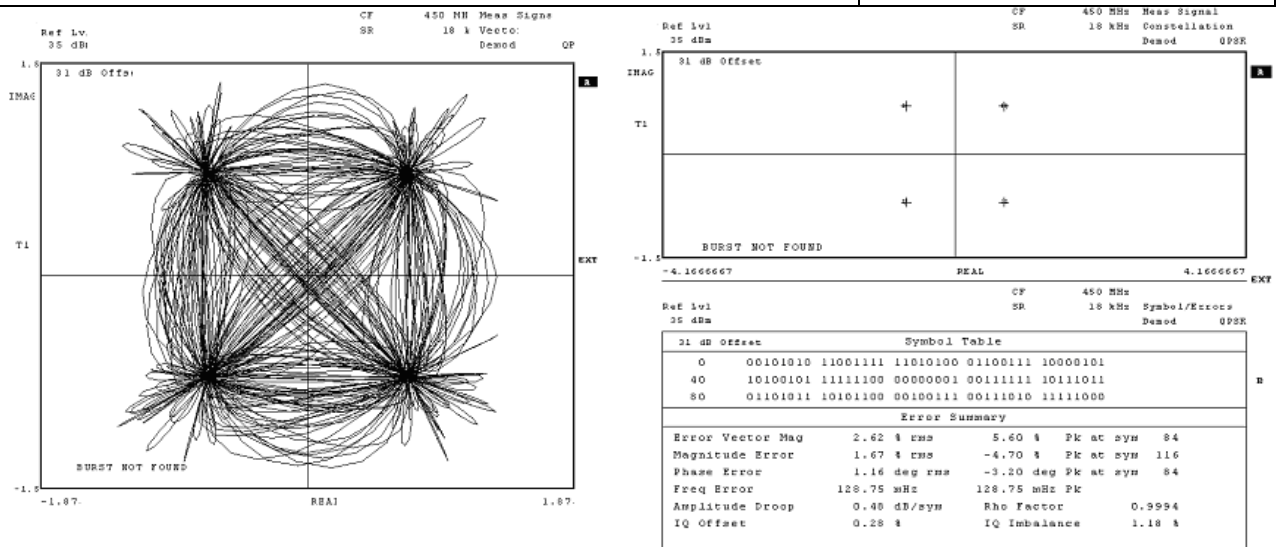 CF 450 MH Meas Signa
SR 18 k Vecto:
Demod QP
Ref Lv.
35 dBı
1.5
31 dB Offsı
IMAG
A
T1
EXT
BURST NOT FOUND
-1.5
-1.87. REAI 1.87.
CF 450 MHz Meas Signal
SR 18 kHz Constellation
Demod QPSK
Ref Lvl
35 dBm
1.5
31 dB Offset
IMAG
A
T1
BURST NOT FOUND
-1.5
-4.1666667 REAL 4.1666667
EXT
CF 450 MHz
SR 18 kHz Symbol/Errors
Demod QPSK
Ref Lvl
35 dBm
31 dB Offset Symbol Table
0 00101010 11001111 11010100 01100111 10000101
40 10100101 11111100 00000001 00111111 10111011
80 01101011 10101100 00100111 00111010 11111000
B
Error Summary
Error Vector Mag 2.62 % rms 5.60 % Pk at sym 84
Magnitude Error 1.67 % rms -4.70 % Pk at sym 116
Phase Error 1.16 deg rms -3.20 deg Pk at sym 84
Freq Error 128.75 mHz 128.75 mHz Pk
Amplitude Droop 0.48 dB/sym Rho Factor 0.9994
IQ Offset 0.28 % IQ Imbalance 1.18 %